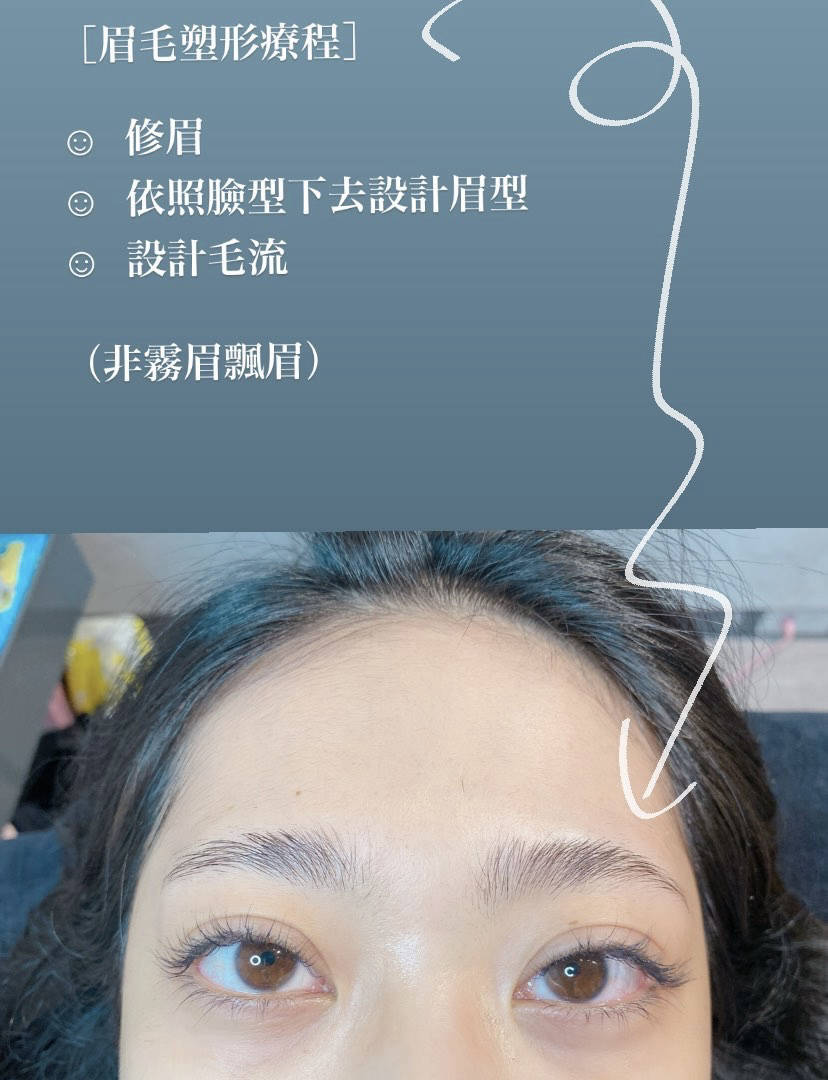 ［眉毛塑形療程］
☺ 修眉
☺ 依照臉型下去設計眉型
☺ 設計毛流
（非霧眉飄眉）